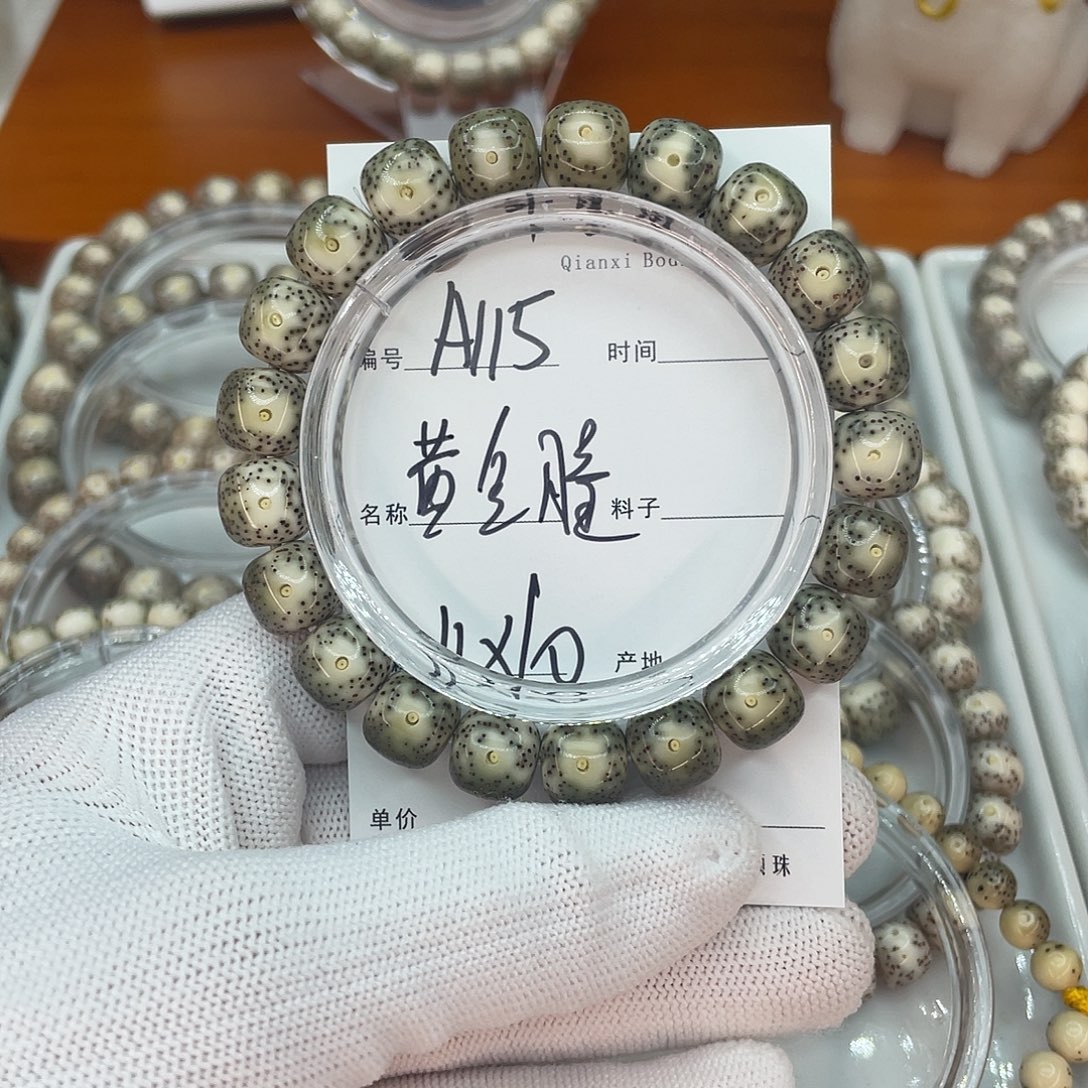 Qianxi Bod
编号 A115 时间
名称 黄皇随 料子
11X10 产地
单价
珠